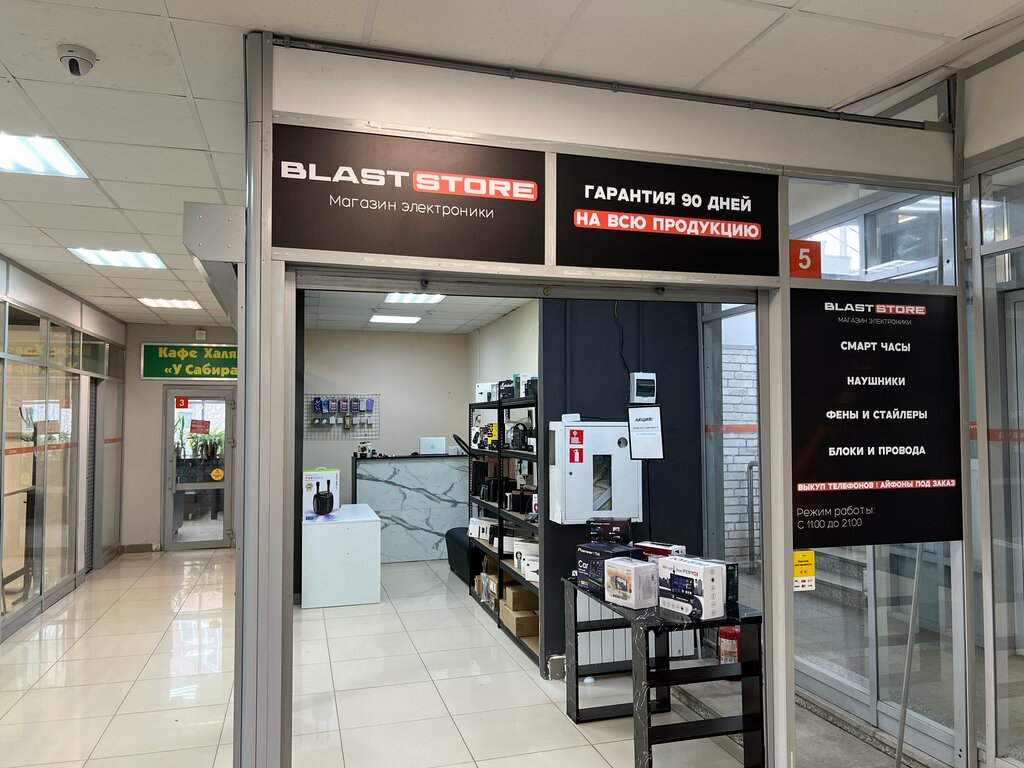 BLAST STORE
Магазин электроники
ГАРАНТИЯ 90 ДНЕЙ
НА ВСЮ ПРОДУКЦИЮ
5
BLAST STORE
МАГАЗИН ЭЛЕКТРОНИКИ
СМАРТ ЧАСЫ
НАУШНИКИ
ФЕНЫ И СТАЙЛЕРЫ
БЛОКИ И ПРОВОДА
ВЫКУП ТЕЛЕФОНОВ | АЙФОНЫ ПОД ЗАКАЗ
Режим работы:
С 11:00 до 21:00
Кафе Халя
«У Сабира
3
АКЦИЯ!
Pioneer
Car